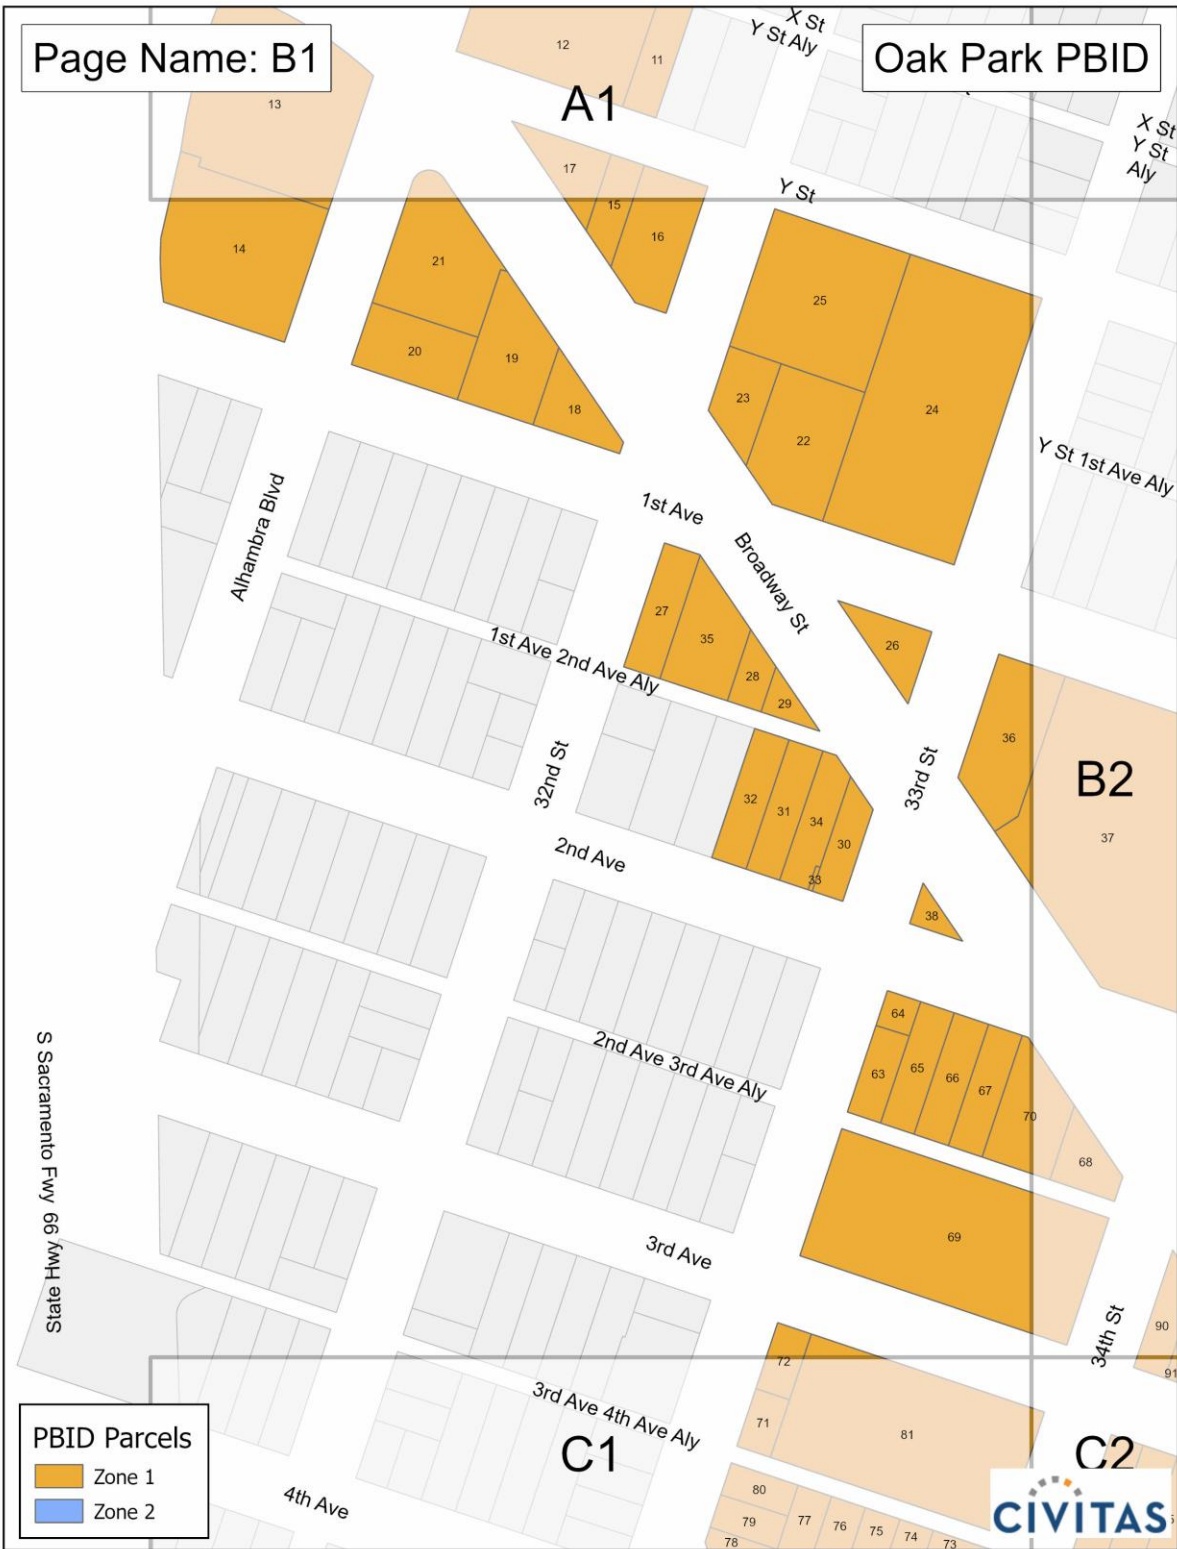 Page Name: B1
Oak Park PBID
X St
Y St Aly
12
11
13
A1
X St
Y St
Aly
17
Y St
15
16
14
21
25
20
19
18
23
22
24
Y St 1st Ave Aly
1st Ave
Alhambra Blvd
Broadway St
27
35
26
1st Ave 2nd Ave Aly
28
29
36
B2
32nd St
33rd St
32
31
34
30
33
37
2nd Ave
38
64
S Sacramento Fwy
State Hwy 99
2nd Ave 3rd Ave Aly
63
65
66
67
70
68
69
3rd Ave
34th St
90
91
72
71
81
3rd Ave 4th Ave Aly
C1
C2
PBID Parcels
Zone 1
Zone 2
4th Ave
80
79
78
77
76
75
74
73
CIVITAS